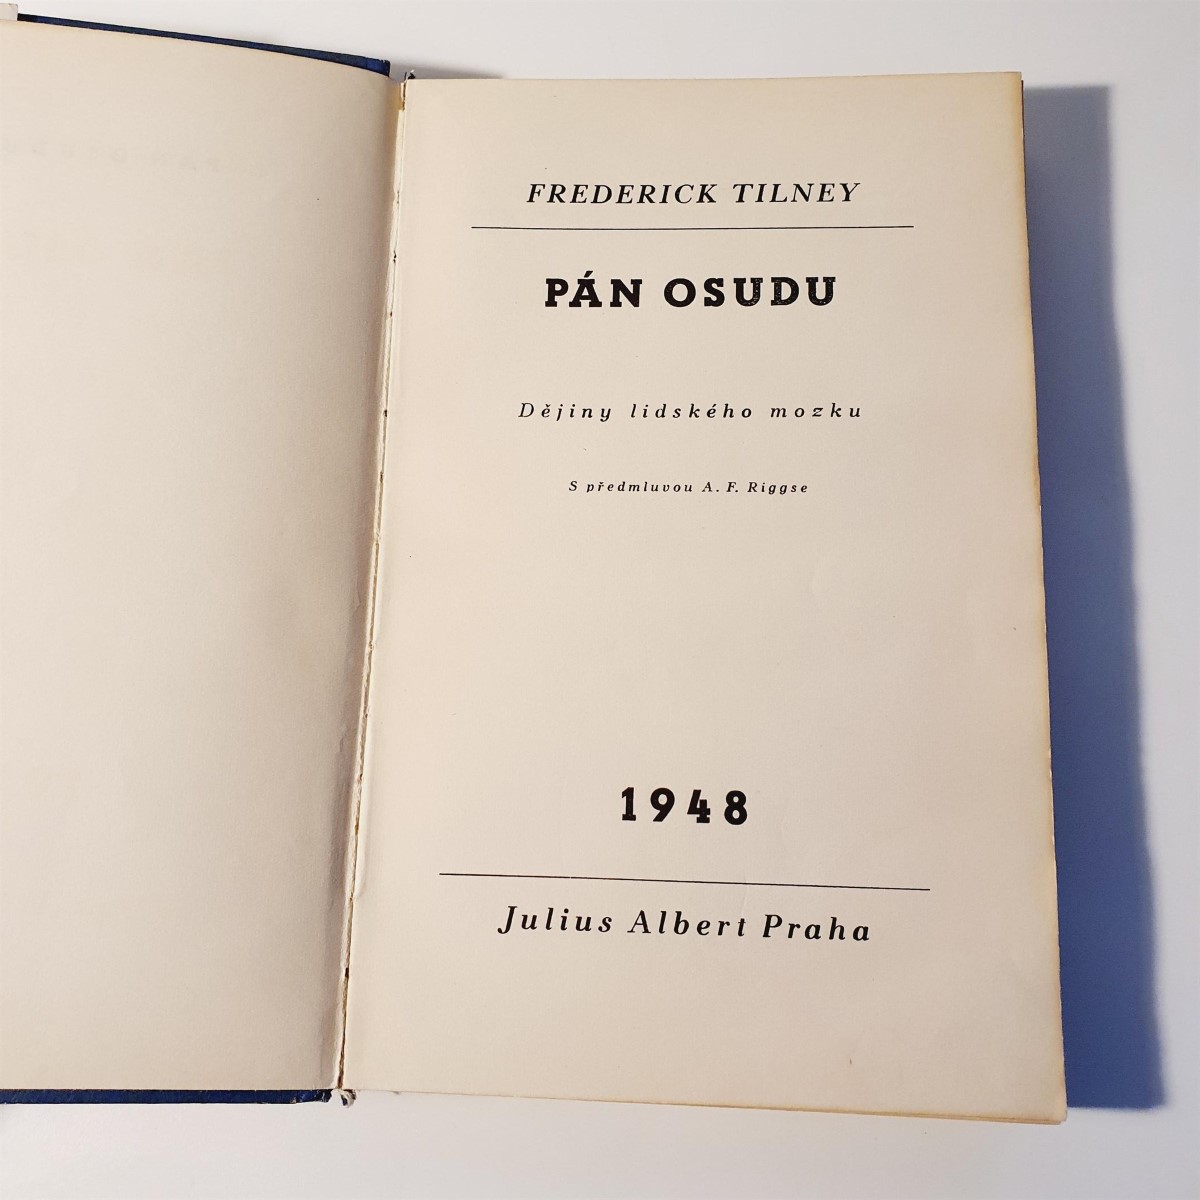 FREDERICK TILNEY
PÁN OSUDU
Dějiny lidského mozku
S předmluvou A. F. Riggse
1948
Julius Albert Praha